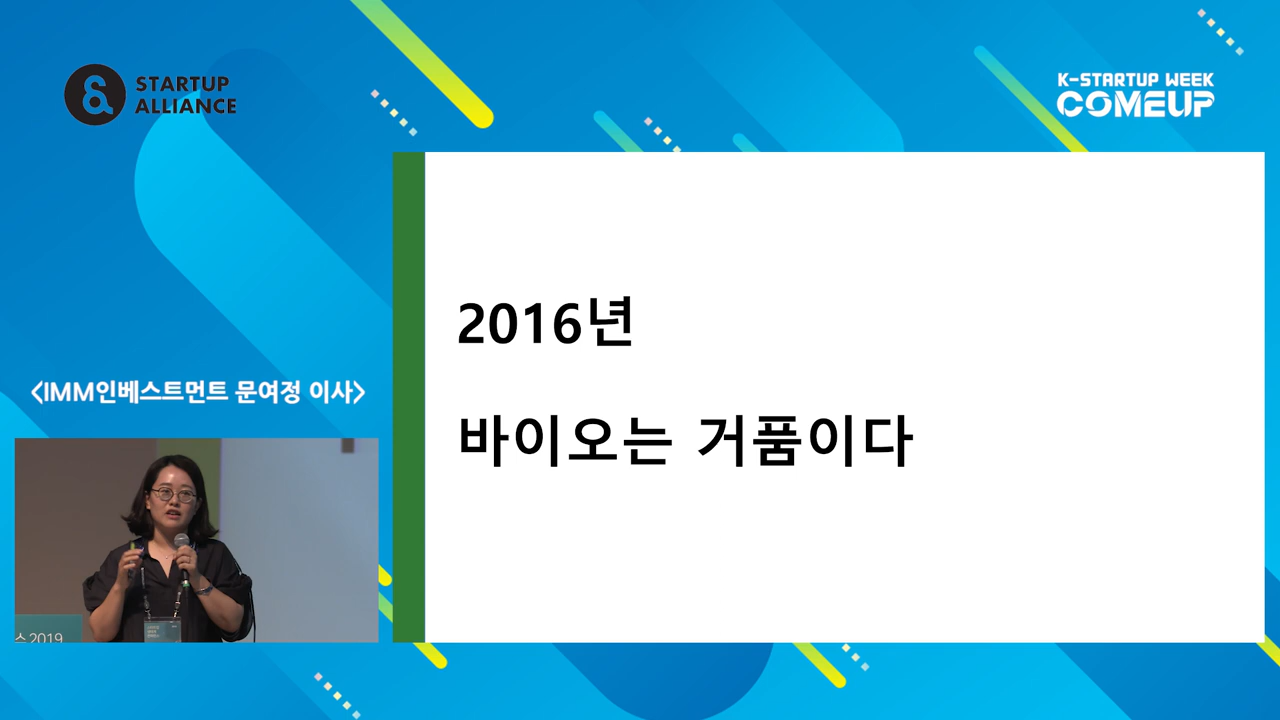 STARTUP
ALLIANCE
K-STARTUP WEEK
COMEUP
2016년
바이오는 거품이다
<IMM인베스트먼트 문여정 이사>
스2019